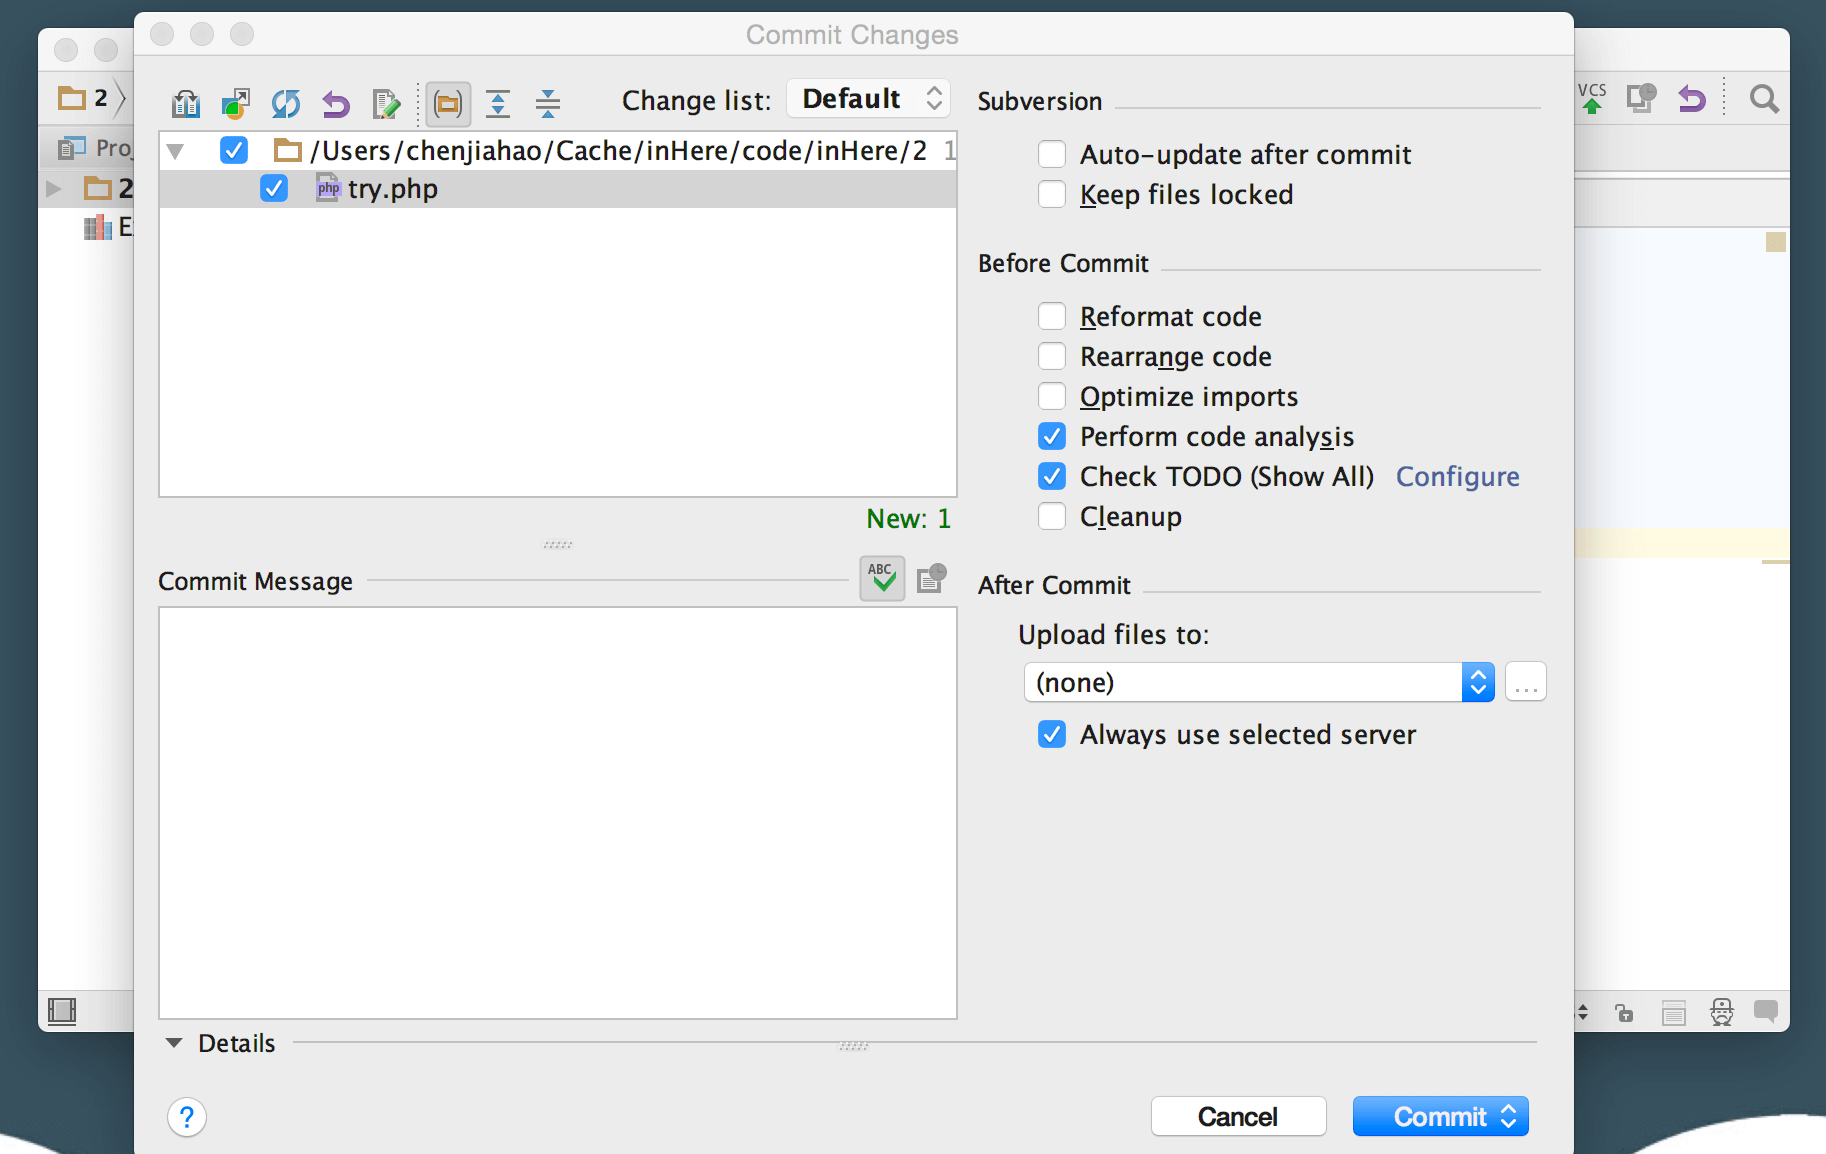 Commit Changes
2
VCS
Change list: Default
Proj
2
/Users/chenjiahao/Cache/inHere/code/inHere/2 1
php try.php
New: 1
Commit Message
ABC
Details
?
Subversion
Auto-update after commit
Keep files locked
Before Commit
Reformat code
Rearrange code
Optimize imports
Perform code analysis
Check TODO (Show All) Configure
Cleanup
After Commit
Upload files to:
(none)
...
Always use selected server
Cancel
Commit